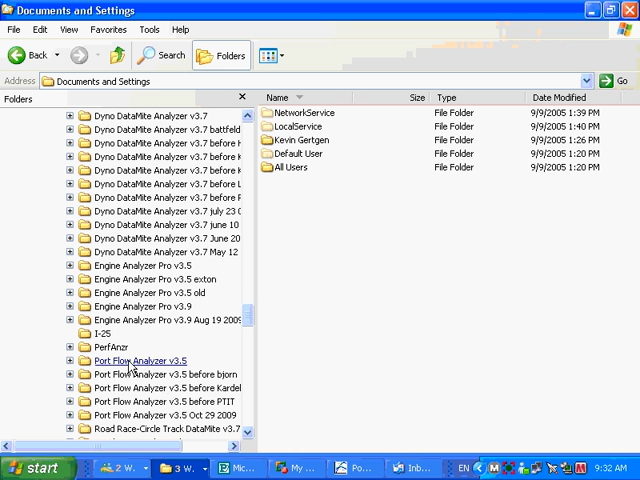 Documents and Settings
File Edit View Favorites Tools Help
Back Search Folders
Address Documents and Settings Go
Folders
Name Size Type Date Modified
Dyno DataMite Analyzer v3.7
Dyno DataMite Analyzer v3.7 battfeld
Dyno DataMite Analyzer v3.7 before
Dyno DataMite Analyzer v3.7 before
Dyno DataMite Analyzer v3.7 before
Dyno DataMite Analyzer v3.7 before
Dyno DataMite Analyzer v3.7 before
Dyno DataMite Analyzer v3.7 july 23
Dyno DataMite Analyzer v3.7 june 10
Dyno DataMite Analyzer v3.7 June 20
Dyno DataMite Analyzer v3.7 May 12
Engine Analyzer Pro v3.5
Engine Analyzer Pro v3.5 exton
Engine Analyzer Pro v3.5 old
Engine Analyzer Pro v3.9
Engine Analyzer Pro v3.9 Aug 19 2009
I-25
PerfAnzr
Port Flow Analyzer v3.5
Port Flow Analyzer v3.5 before bjorn
Port Flow Analyzer v3.5 before Kardel
Port Flow Analyzer v3.5 before PTIT
Port Flow Analyzer v3.5 Oct 29 2009
Road Race-Circle Track DataMite v3.7
NetworkService File Folder 9/9/2005 1:39 PM
LocalService File Folder 9/9/2005 1:40 PM
Kevin Gertgen File Folder 9/9/2005 1:26 PM
Default User File Folder 9/9/2005 1:20 PM
All Users File Folder 9/9/2005 1:20 PM
start 2 W... 3 W... Mic... My ... Po... Inb... EN 9:32 AM